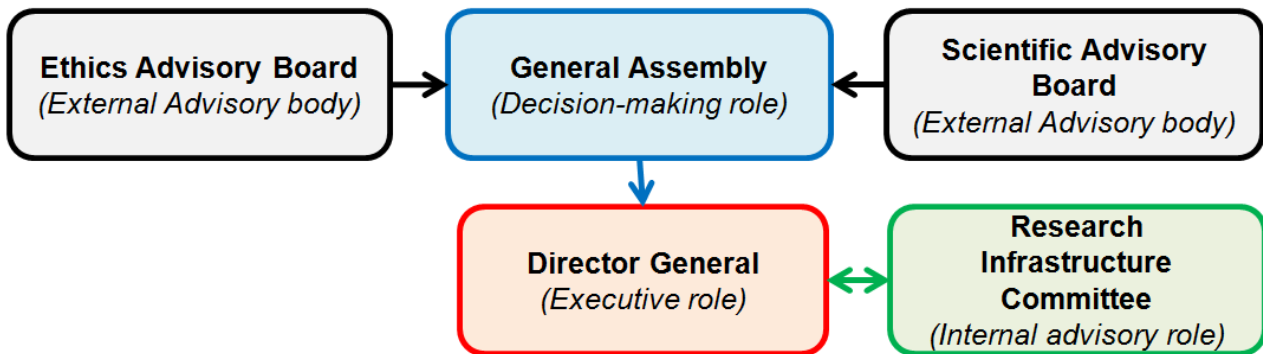 Ethics Advisory Board
(External Advisory body)
General Assembly
(Decision-making role)
Scientific Advisory
Board
(External Advisory body)
Director General
(Executive role)
Research
Infrastructure
Committee
(Internal advisory role)